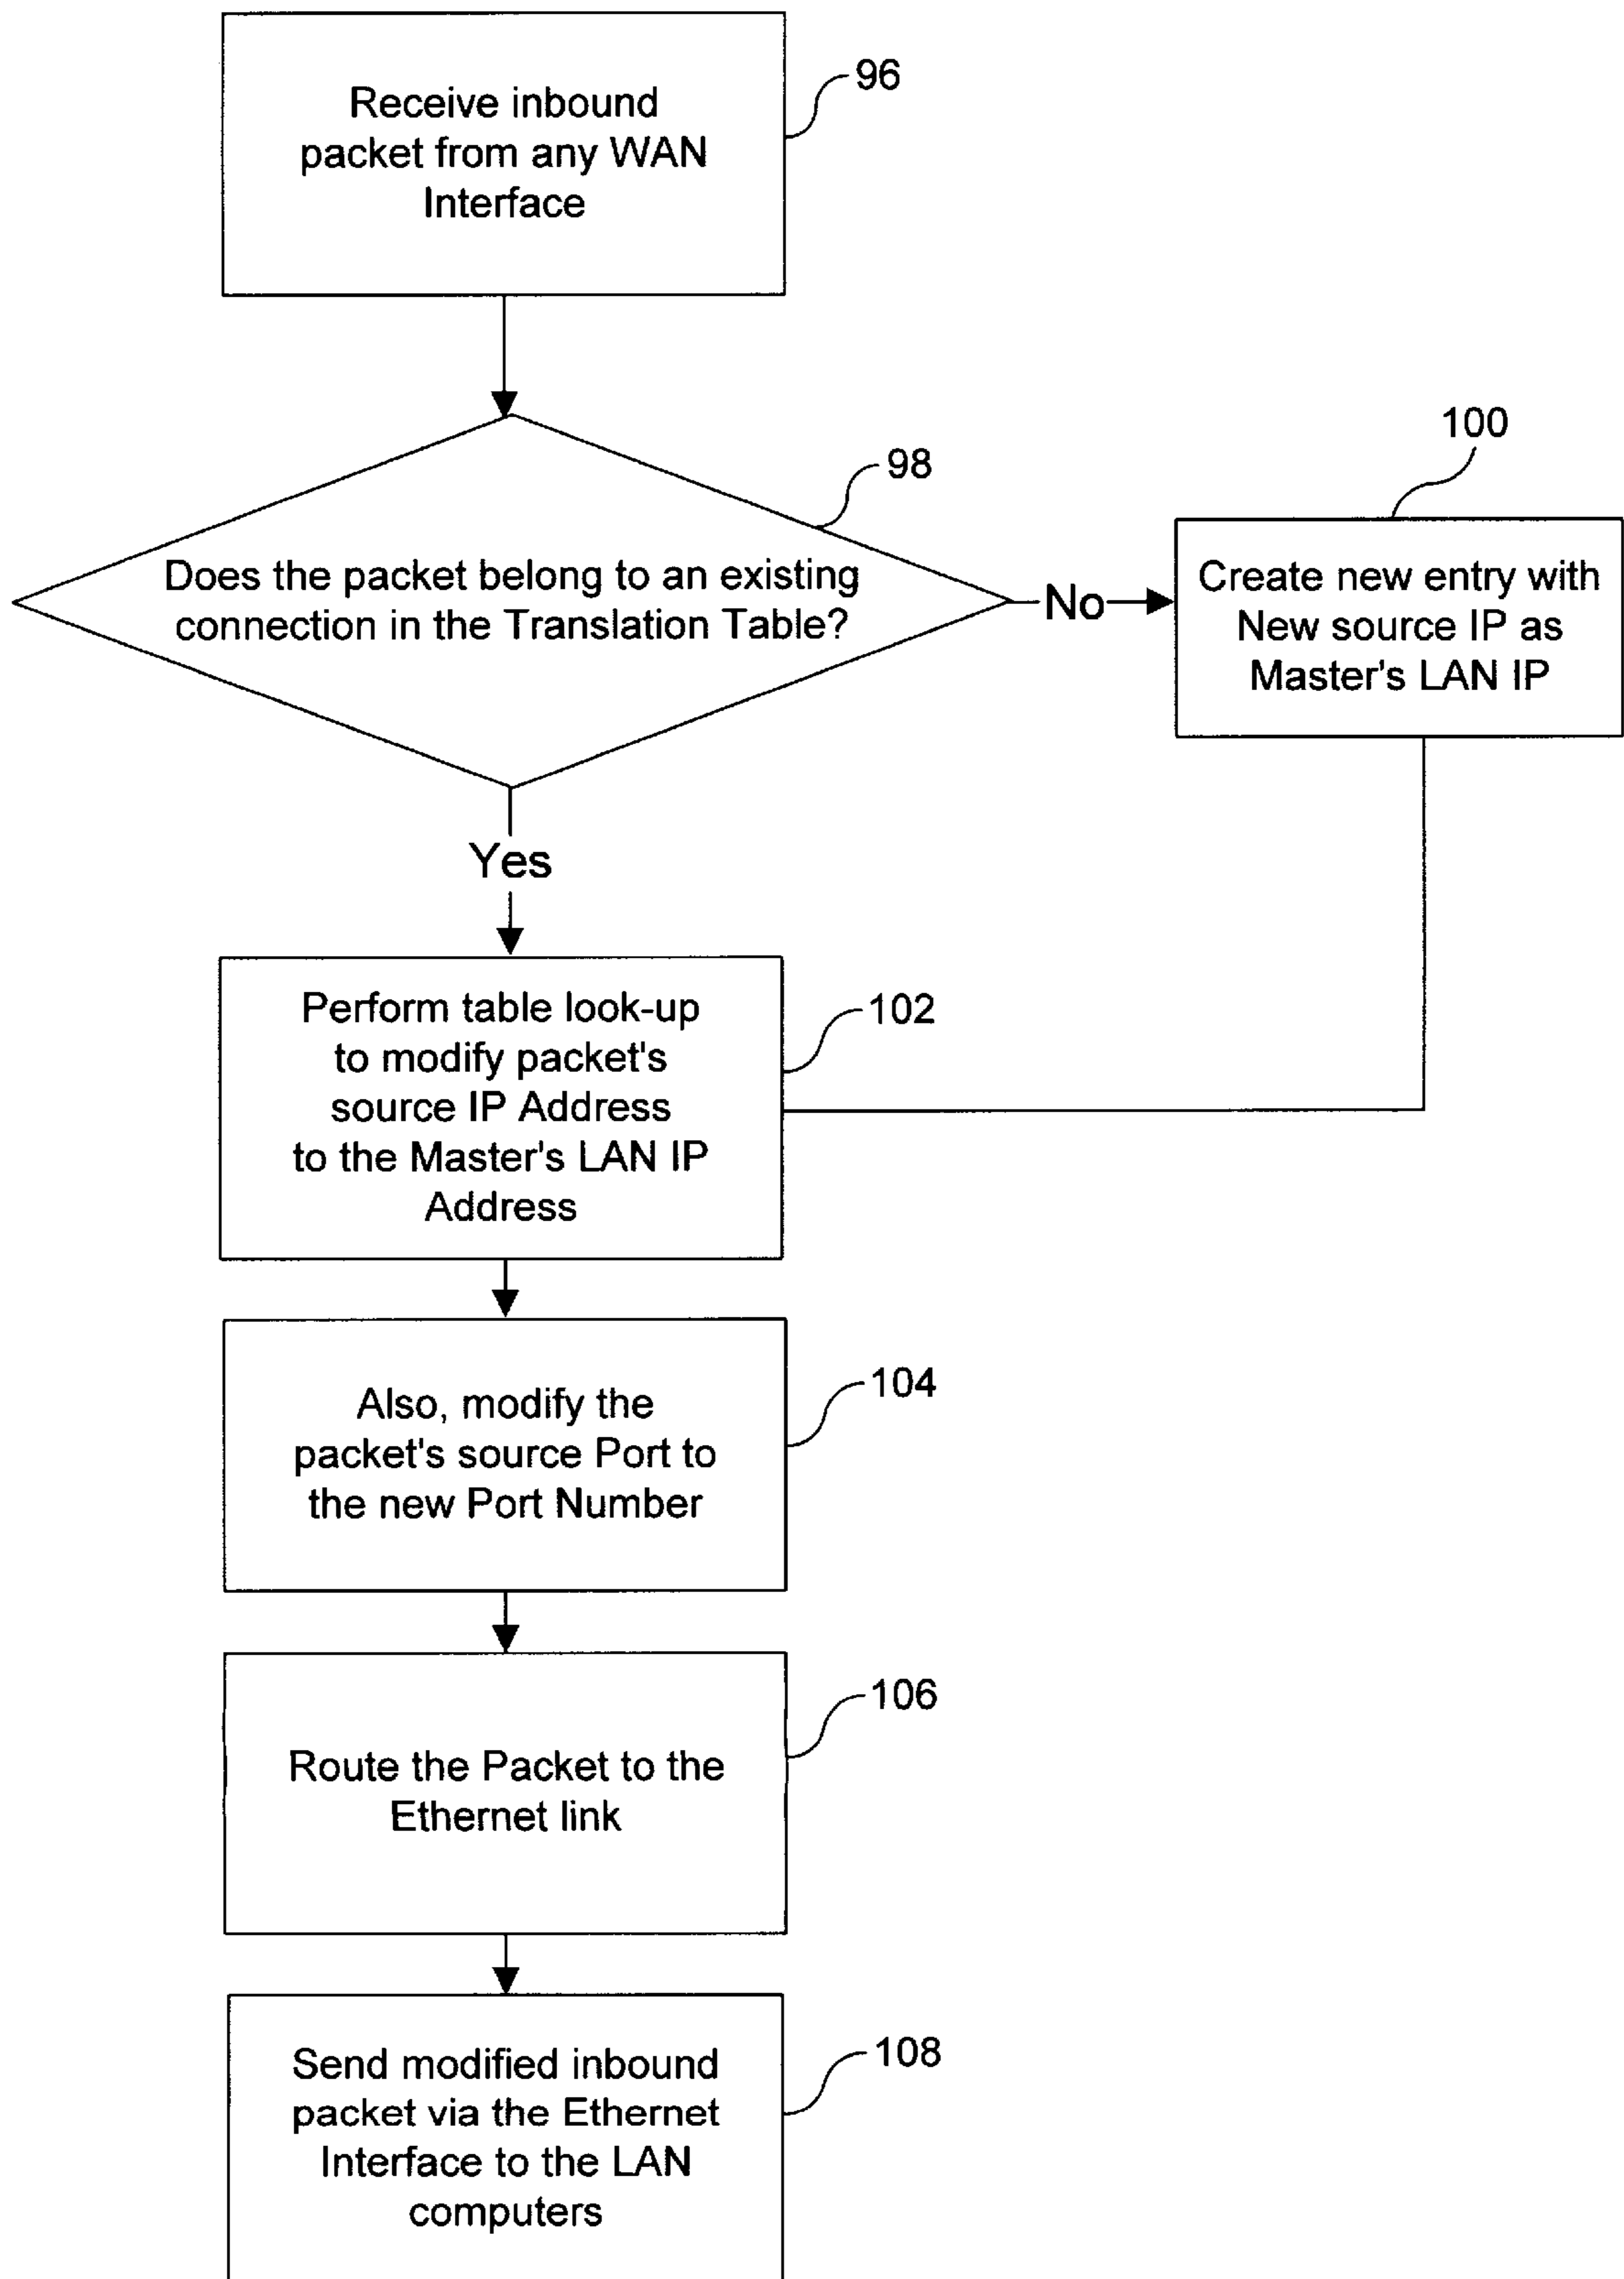 Receive inbound
packet from any WAN
Interface
96
Does the packet belong to an existing
connection in the Translation Table?
98
No
100
Create new entry with
New source IP as
Master's LAN IP
Yes
Perform table look-up
to modify packet's
source IP Address
to the Master's LAN IP
Address
102
Also, modify the
packet's source Port to
the new Port Number
104
Route the Packet to the
Ethernet link
106
Send modified inbound
packet via the Ethernet
Interface to the LAN
computers
108